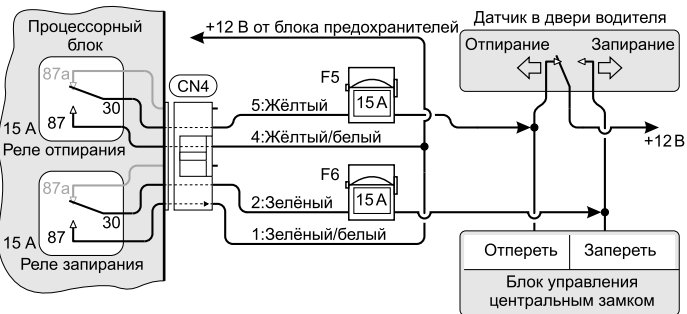 Процессорный
блок
87а
30
87
15 А
Реле отпирания
87а
30
87
15 А
Реле запирания
CN4
+12 В от блока предохранителей
F5
15 А
5:Жёлтый
4:Жёлтый/белый
F6
15 А
2:Зелёный
1:Зелёный/белый
Датчик в двери водителя
Отпирание
Запирание
+12 В
Отпереть
Запереть
Блок управления
центральным замком